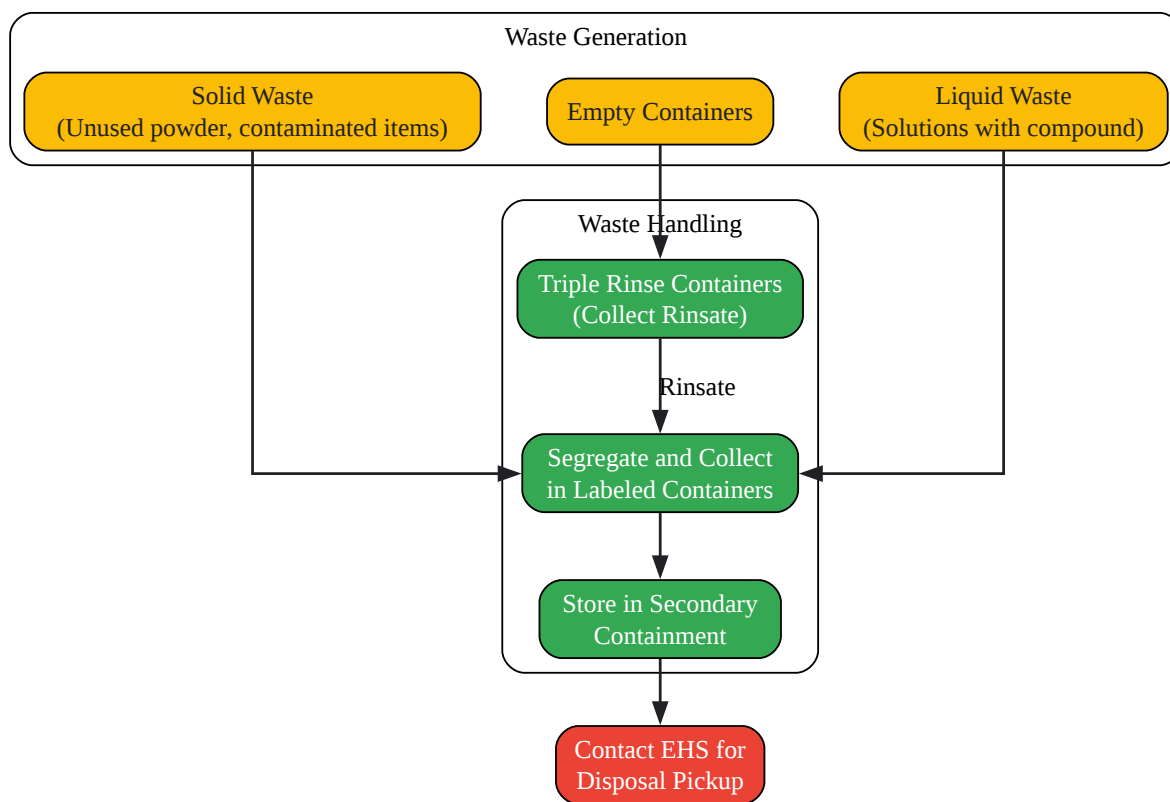 Waste Generation
Solid Waste
(Unused powder, contaminated items)
Empty Containers
Liquid Waste
(Solutions with compound)
Waste Handling
Triple Rinse Containers
(Collect Rinsate)
Rinsate
Segregate and Collect
in Labeled Containers
Store in Secondary
Containment
Contact EHS for
Disposal Pickup